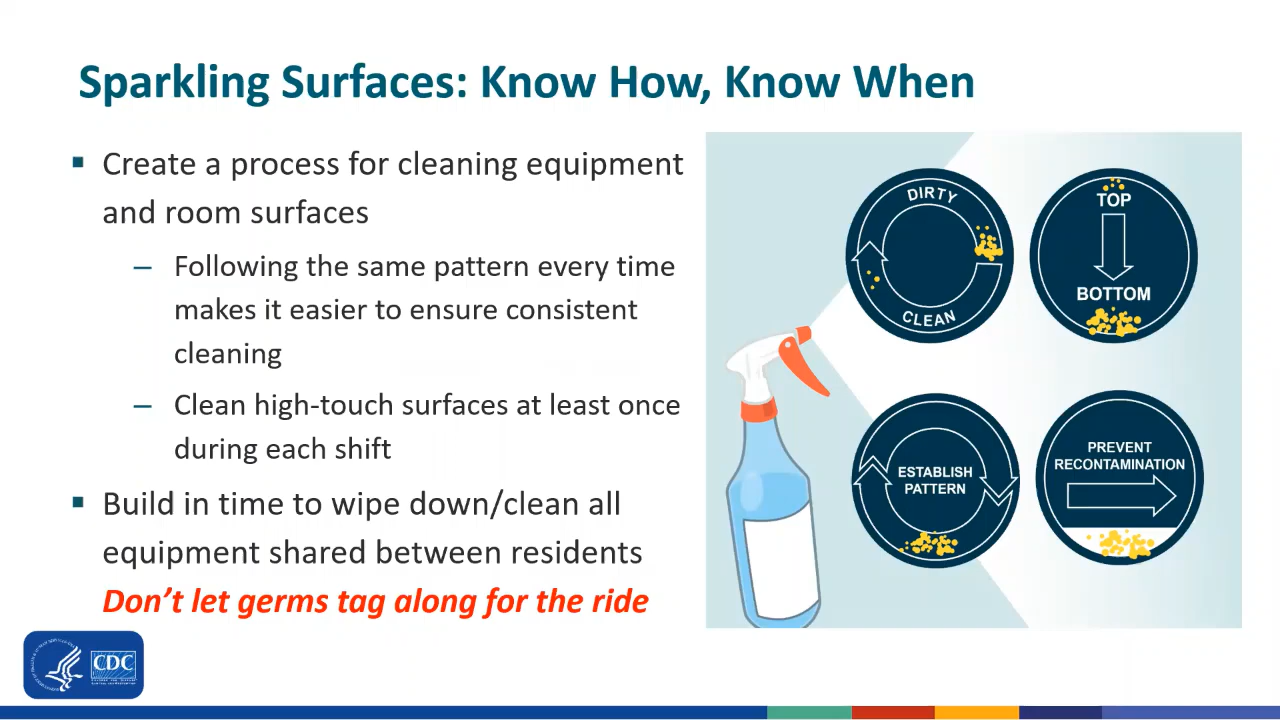 Sparkling Surfaces: Know How, Know When
▪ Create a process for cleaning equipment
and room surfaces
– Following the same pattern every time
makes it easier to ensure consistent
cleaning
– Clean high-touch surfaces at least once
during each shift
▪ Build in time to wipe down/clean all
equipment shared between residents
Don’t let germs tag along for the ride
DIRTY
CLEAN
TOP
BOTTOM
ESTABLISH
PATTERN
PREVENT
RECONTAMINATION
CDC